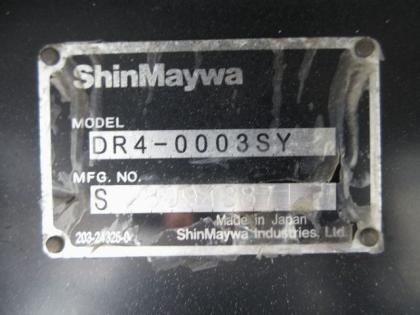 ShinMaywa
MODEL
DR4-0003SY
MFG. NO.
S
Made in Japan
203-24325-0
ShinMaywa Industries, Ltd.